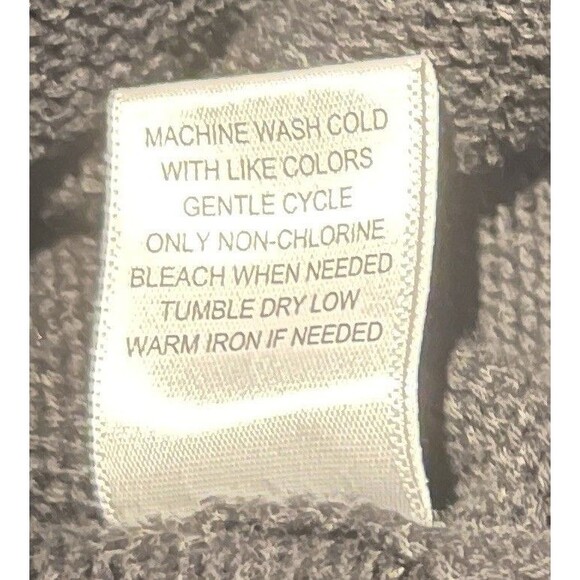 MACHINE WASH COLD
WITH LIKE COLORS
GENTLE CYCLE
ONLY NON-CHLORINE
BLEACH WHEN NEEDED
TUMBLE DRY LOW
WARM IRON IF NEEDED